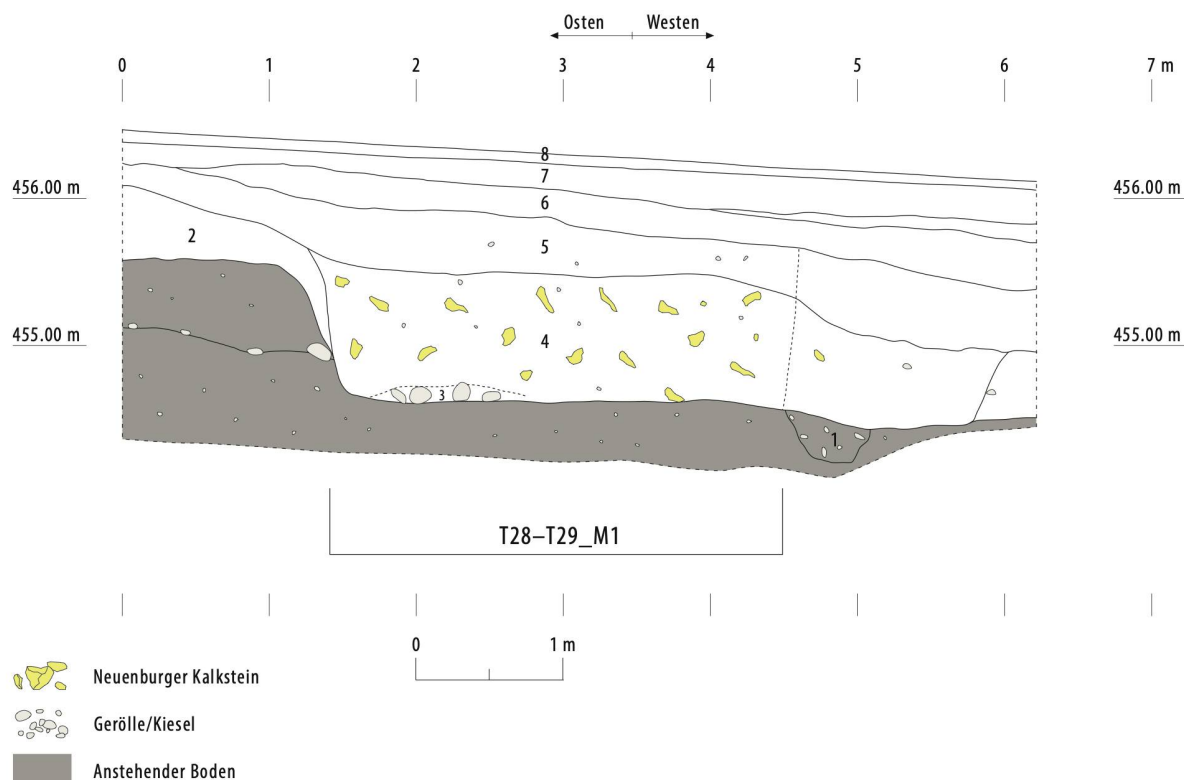 Osten Westen
0 1 2 3 4 5 6 7 m
8
7
456.00 m 456.00 m
6
2
5
455.00 m 455.00 m
4
3
1
T28–T29_M1
0 1 m
Neuenburger Kalkstein
Gerölle/Kiesel
Anstehender Boden